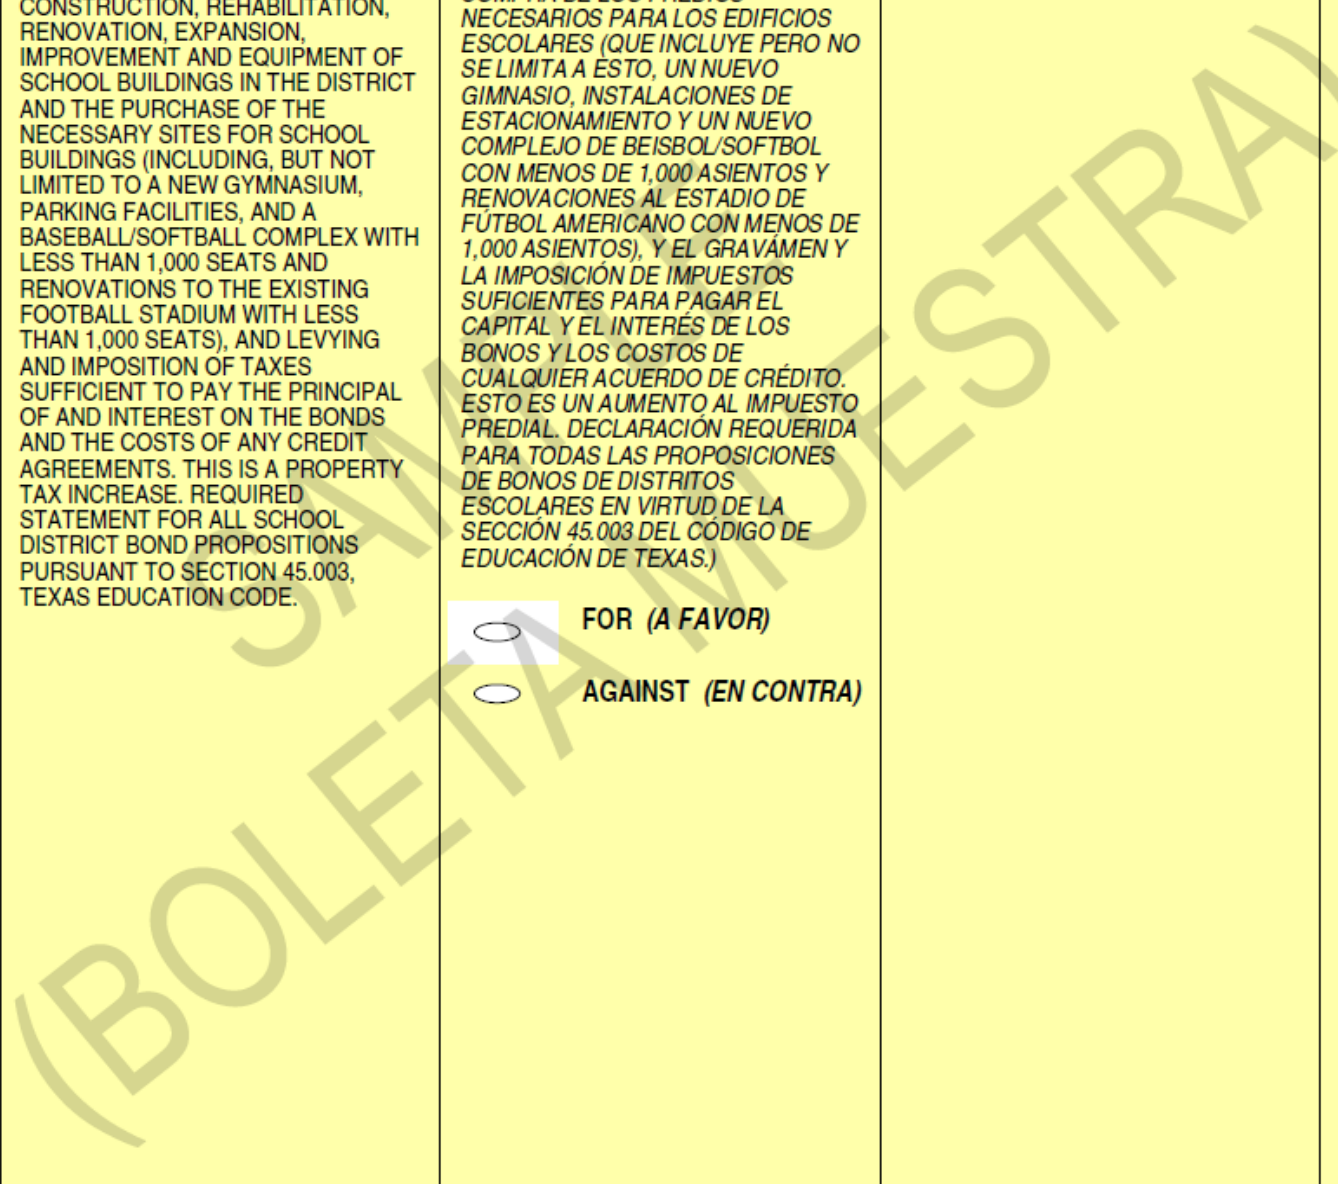 CONSTRUCTION, REHABILITATION,
RENOVATION, EXPANSION,
IMPROVEMENT AND EQUIPMENT OF
SCHOOL BUILDINGS IN THE DISTRICT
AND THE PURCHASE OF THE
NECESSARY SITES FOR SCHOOL
BUILDINGS (INCLUDING, BUT NOT
LIMITED TO A NEW GYMNASIUM,
PARKING FACILITIES, AND A
BASEBALL/SOFTBALL COMPLEX WITH
LESS THAN 1,000 SEATS AND
RENOVATIONS TO THE EXISTING
FOOTBALL STADIUM WITH LESS
THAN 1,000 SEATS), AND LEVYING
AND IMPOSITION OF TAXES
SUFFICIENT TO PAY THE PRINCIPAL
OF AND INTEREST ON THE BONDS
AND THE COSTS OF ANY CREDIT
AGREEMENTS. THIS IS A PROPERTY
TAX INCREASE. REQUIRED
STATEMENT FOR ALL SCHOOL
DISTRICT BOND PROPOSITIONS
PURSUANT TO SECTION 45.003,
TEXAS EDUCATION CODE.
COMPRA DE LOS PREDIOS
NECESARIOS PARA LOS EDIFICIOS
ESCOLARES (QUE INCLUYE PERO NO
SE LIMITA A ESTO, UN NUEVO
GIMNASIO, INSTALACIONES DE
ESTACIONAMIENTO Y UN NUEVO
COMPLEJO DE BEISBOL/SOFTBOL
CON MENOS DE 1,000 ASIENTOS Y
RENOVACIONES AL ESTADIO DE
FÚTBOL AMERICANO CON MENOS DE
1,000 ASIENTOS), Y EL GRAVÁMEN Y
LA IMPOSICIÓN DE IMPUESTOS
SUFICIENTES PARA PAGAR EL
CAPITAL Y EL INTERÉS DE LOS
BONOS Y LOS COSTOS DE
CUALQUIER ACUERDO DE CRÉDITO.
ESTO ES UN AUMENTO AL IMPUESTO
PREDIAL. DECLARACIÓN REQUERIDA
PARA TODAS LAS PROPOSICIONES
DE BONOS DE DISTRITOS
ESCOLARES EN VIRTUD DE LA
SECCIÓN 45.003 DEL CÓDIGO DE
EDUCACIÓN DE TEXAS.)
FOR (A FAVOR)
AGAINST (EN CONTRA)
SAMPLE
(BOLETA MUESTRA)